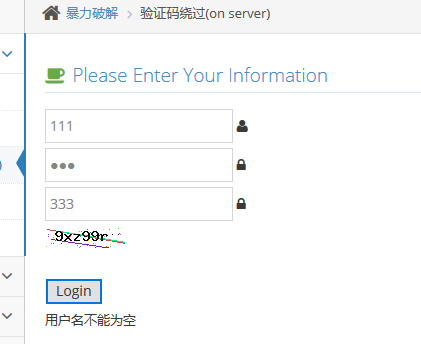 暴力破解 > 验证码绕过(on server)
Please Enter Your Information
111
●●●
333
9xz99r
Login
用户名不能为空